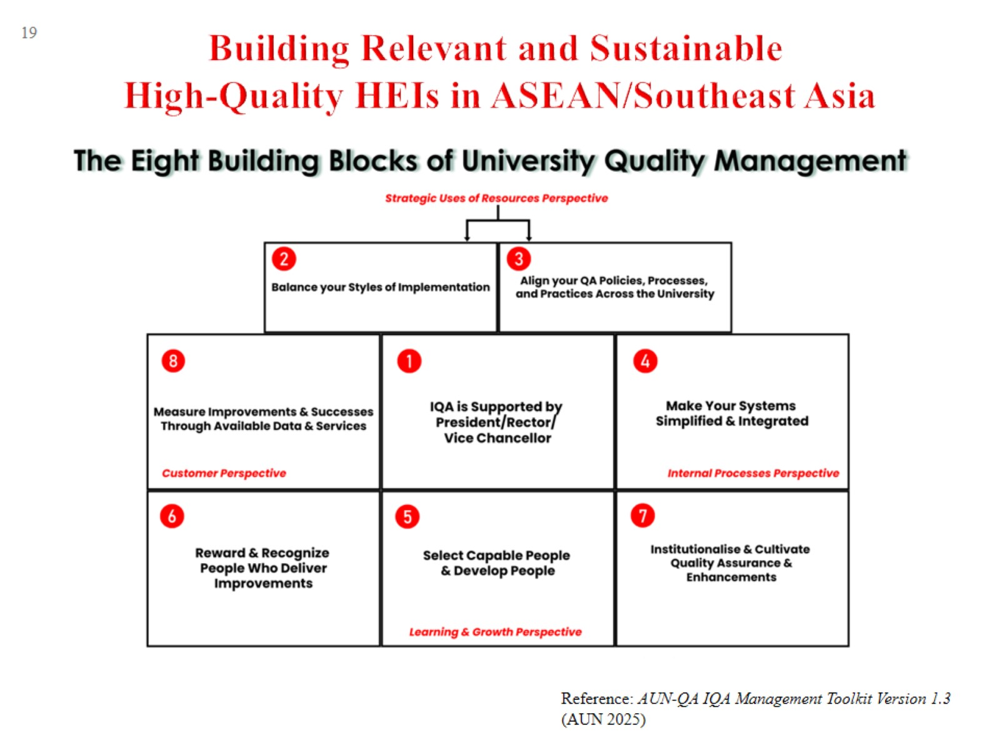 19
Building Relevant and Sustainable
High-Quality HEIs in ASEAN/Southeast Asia
The Eight Building Blocks of University Quality Management
Strategic Uses of Resources Perspective
2
Balance your Styles of Implementation
3
Align your QA Policies, Processes,
and Practices Across the University
8
Measure Improvements & Successes
Through Available Data & Services
Customer Perspective
1
IQA is Supported by
President/Rector/
Vice Chancellor
4
Make Your Systems
Simplified & Integrated
Internal Processes Perspective
6
Reward & Recognize
People Who Deliver
Improvements
5
Select Capable People
& Develop People
Learning & Growth Perspective
7
Institutionalise & Cultivate
Quality Assurance &
Enhancements
Reference: AUN-QA IQA Management Toolkit Version 1.3
(AUN 2025)